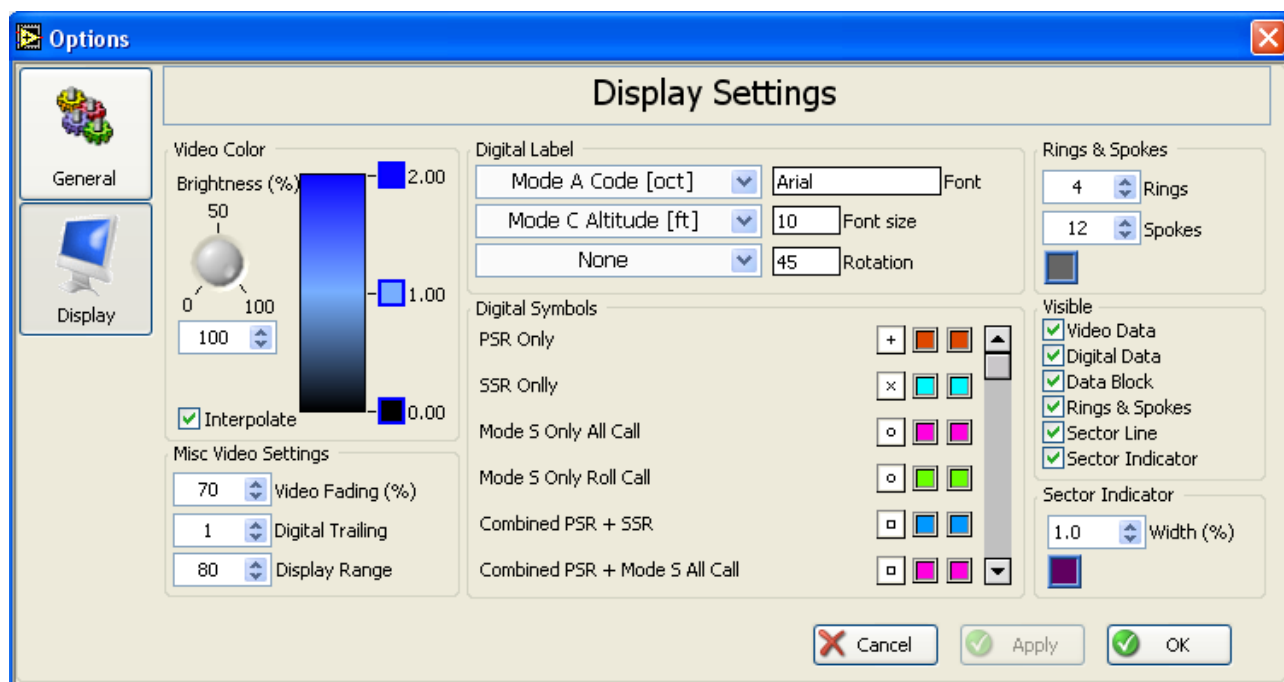 Options
Display Settings
General
Display
Video Color
Brightness (%)
50
0 100
100
Interpolate
2.00
1.00
0.00
Misc Video Settings
70 Video Fading (%)
1 Digital Trailing
80 Display Range
Digital Label
Mode A Code [oct] Arial Font
Mode C Altitude [ft] 10 Font size
None 45 Rotation
Digital Symbols
PSR Only
SSR Onlly
Mode S Only All Call
Mode S Only Roll Call
Combined PSR + SSR
Combined PSR + Mode S All Call
Rings & Spokes
4 Rings
12 Spokes
Visible
Video Data
Digital Data
Data Block
Rings & Spokes
Sector Line
Sector Indicator
Sector Indicator
1.0 Width (%)
Cancel Apply OK